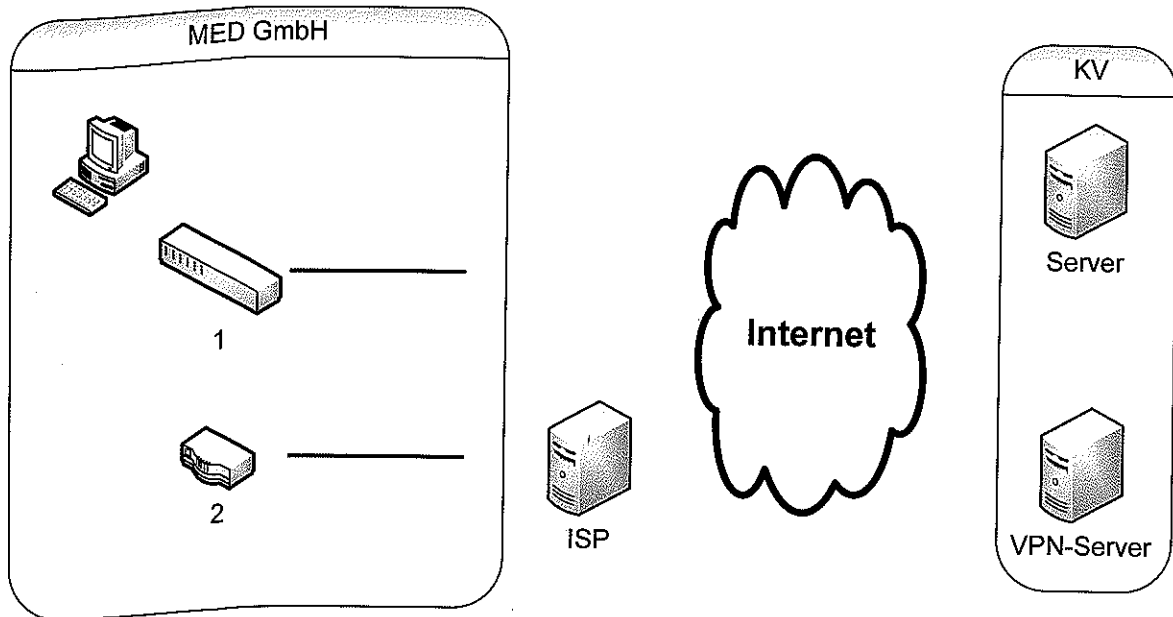 MED GmbH
KV
Server
1
Internet
2
ISP
VPN-Server